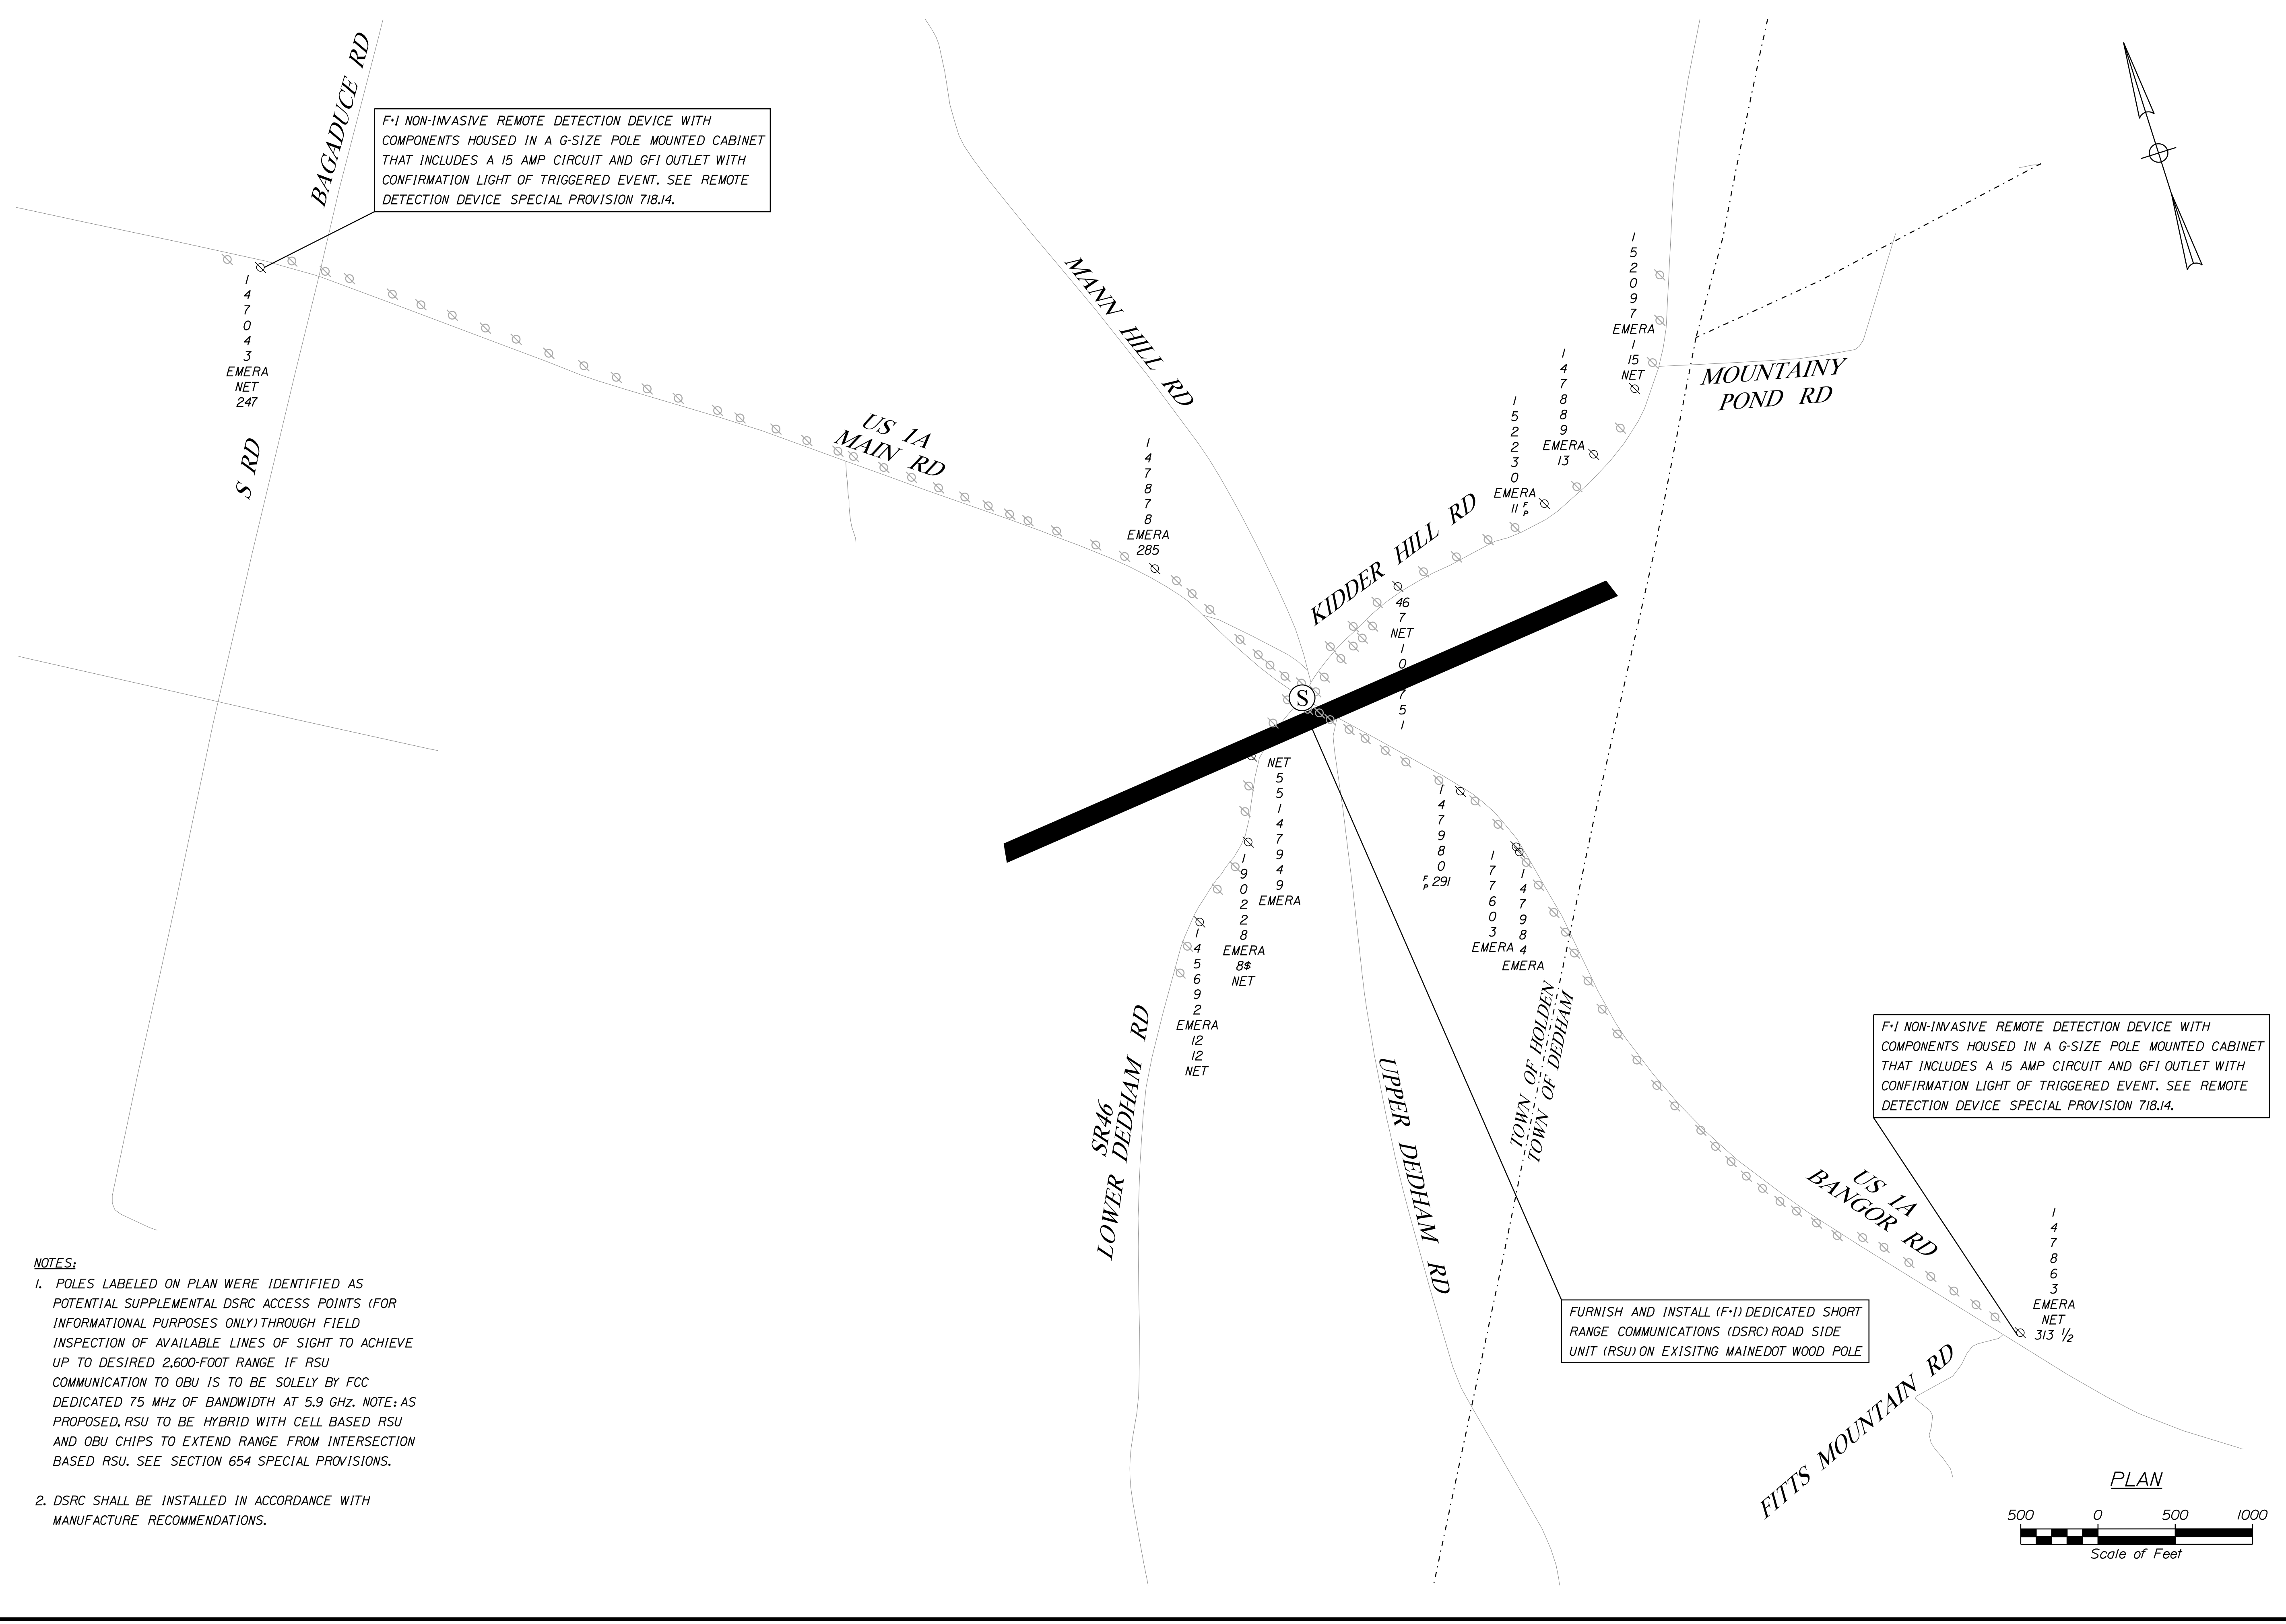 BAGADUCE RD
F+I NON-INVASIVE REMOTE DETECTION DEVICE WITH
COMPONENTS HOUSED IN A G-SIZE POLE MOUNTED CABINET
THAT INCLUDES A 15 AMP CIRCUIT AND GFI OUTLET WITH
CONFIRMATION LIGHT OF TRIGGERED EVENT. SEE REMOTE
DETECTION DEVICE SPECIAL PROVISION 718.14.
1
4
7
0
4
3
EMERA
NET
247
S RD
US 1A
MAIN RD
MANN HILL RD
1
4
7
8
7
8
EMERA
285
KIDDER HILL RD
1
5
2
2
3
0
EMERA
11 F
P
1
4
7
8
8
9
EMERA
13
1
5
2
0
9
7
EMERA
1
15
NET
MOUNTAINY
POND RD
46
7
NET
1
0
7
5
1
S
NET
5
5
1
4
7
9
4
9
EMERA
1
9
0
2
2
8
EMERA
8$
NET
1
4
5
6
9
2
EMERA
12
12
NET
1
4
7
9
8
0
F
P 291
1
7
7
6
0
3
EMERA
1
4
7
9
8
4
EMERA
SR46
LOWER DEDHAM RD
UPPER DEDHAM RD
TOWN OF HOLDEN
TOWN OF DEDHAM
F+I NON-INVASIVE REMOTE DETECTION DEVICE WITH
COMPONENTS HOUSED IN A G-SIZE POLE MOUNTED CABINET
THAT INCLUDES A 15 AMP CIRCUIT AND GFI OUTLET WITH
CONFIRMATION LIGHT OF TRIGGERED EVENT. SEE REMOTE
DETECTION DEVICE SPECIAL PROVISION 718.14.
US 1A
BANGOR RD
1
4
7
8
6
3
EMERA
NET
313 1/2
FURNISH AND INSTALL (F+I) DEDICATED SHORT
RANGE COMMUNICATIONS (DSRC) ROAD SIDE
UNIT (RSU) ON EXISITNG MAINEDOT WOOD POLE
FITTS MOUNTAIN RD
NOTES:
1. POLES LABELED ON PLAN WERE IDENTIFIED AS
POTENTIAL SUPPLEMENTAL DSRC ACCESS POINTS (FOR
INFORMATIONAL PURPOSES ONLY) THROUGH FIELD
INSPECTION OF AVAILABLE LINES OF SIGHT TO ACHIEVE
UP TO DESIRED 2,600-FOOT RANGE IF RSU
COMMUNICATION TO OBU IS TO BE SOLELY BY FCC
DEDICATED 75 MHz OF BANDWIDTH AT 5.9 GHz. NOTE: AS
PROPOSED, RSU TO BE HYBRID WITH CELL BASED RSU
AND OBU CHIPS TO EXTEND RANGE FROM INTERSECTION
BASED RSU. SEE SECTION 654 SPECIAL PROVISIONS.
2. DSRC SHALL BE INSTALLED IN ACCORDANCE WITH
MANUFACTURE RECOMMENDATIONS.
PLAN
500 0 500 1000
Scale of Feet